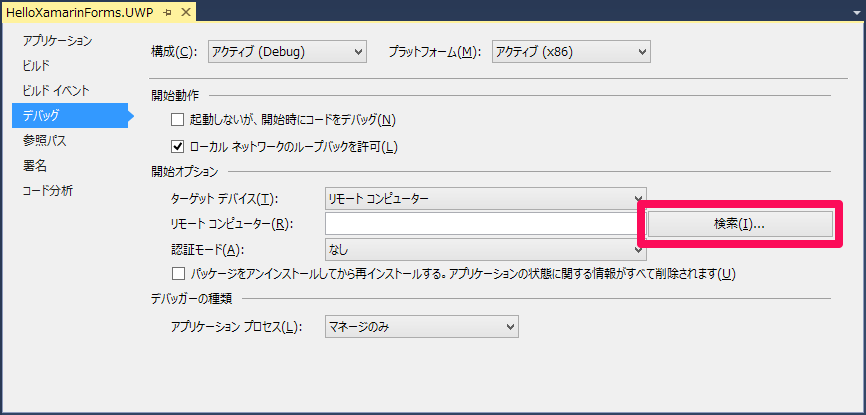 HelloXamarinForms.UWP
アプリケーション
ビルド
ビルド イベント
デバッグ
参照パス
署名
コード分析
構成(C): アクティブ (Debug) プラットフォーム(M): アクティブ (x86)
開始動作
起動しないが、開始時にコードをデバッグ(N)
ローカル ネットワークのループバックを許可(L)
開始オプション
ターゲット デバイス(T): リモート コンピューター
リモート コンピューター(R): 検索(I)...
認証モード(A): なし
パッケージをアンインストールしてから再インストールする。アプリケーションの状態に関する情報がすべて削除されます(U)
デバッガーの種類
アプリケーション プロセス(L): マネージのみ